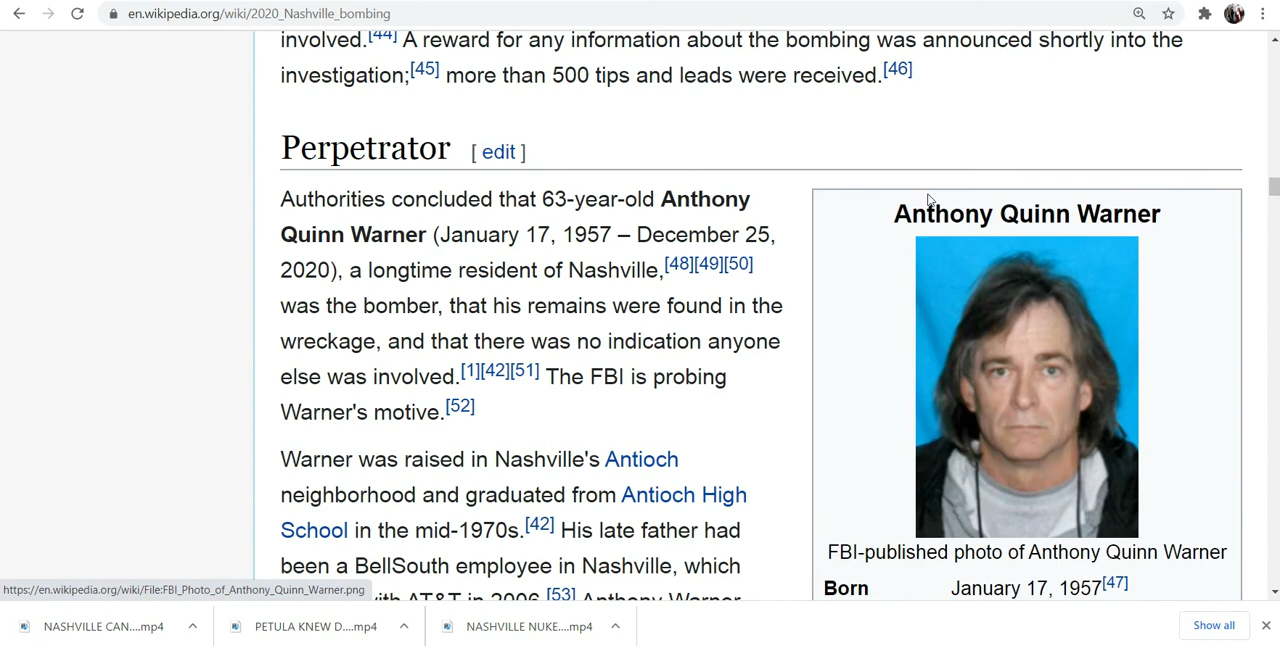 en.wikipedia.org/wiki/2020_Nashville_bombing
involved.[44] A reward for any information about the bombing was announced shortly into the
investigation;[45] more than 500 tips and leads were received.[46]
Perpetrator [ edit ]
Authorities concluded that 63-year-old Anthony
Quinn Warner (January 17, 1957 – December 25,
2020), a longtime resident of Nashville,[48][49][50]
was the bomber, that his remains were found in the
wreckage, and that there was no indication anyone
else was involved.[1][42][51] The FBI is probing
Warner's motive.[52]
Warner was raised in Nashville's Antioch
neighborhood and graduated from Antioch High
School in the mid-1970s.[42] His late father had
been a BellSouth employee in Nashville, which
with AT&T in 2006.[53] Anthony Warner
Anthony Quinn Warner
FBI-published photo of Anthony Quinn Warner
Born January 17, 1957[47]
https://en.wikipedia.org/wiki/File:FBI_Photo_of_Anthony_Quinn_Warner.png
NASHVILLE CAN....mp4
PETULA KNEW D....mp4
NASHVILLE NUKE....mp4
Show all